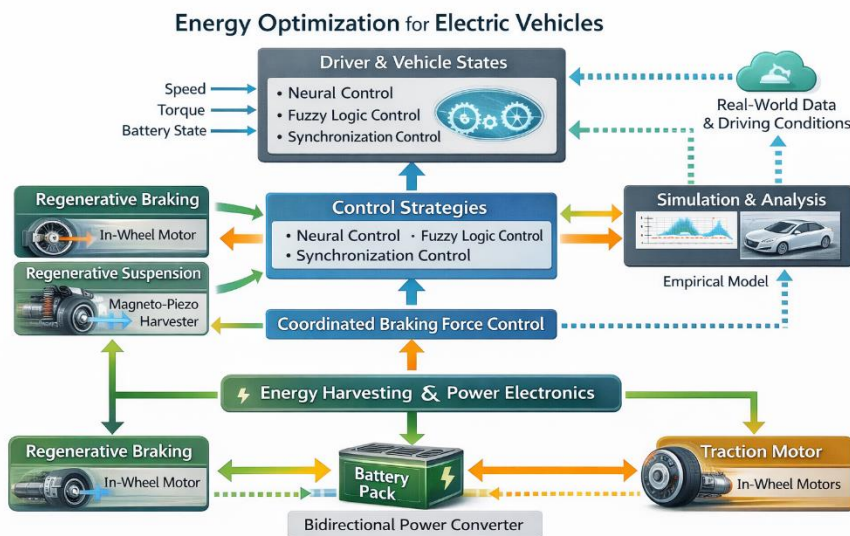 Energy Optimization for Electric Vehicles
Driver & Vehicle States
Speed
Torque
Battery State
• Neural Control
• Fuzzy Logic Control
• Synchronization Control
Real-World Data
& Driving Conditions
Regenerative Braking
In-Wheel Motor
Regenerative Suspension
Magneto-Piezo
Harvester
Control Strategies
• Neural Control · Fuzzy Logic Control
• Synchronization Control
Simulation & Analysis
Empirical Model
Coordinated Braking Force Control
Energy Harvesting & Power Electronics
Regenerative Braking
In-Wheel Motor
Battery
Pack
Traction Motor
In-Wheel Motors
Bidirectional Power Converter